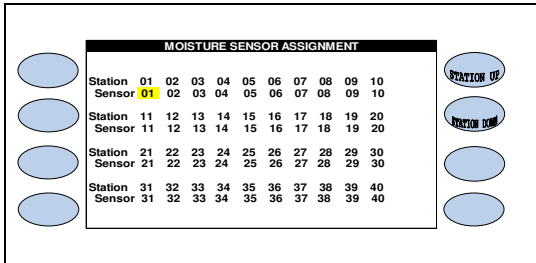 MOISTURE SENSOR ASSIGNMENT
Station 01 02 03 04 05 06 07 08 09 10
Sensor 01 02 03 04 05 06 07 08 09 10
Station 11 12 13 14 15 16 17 18 19 20
Sensor 11 12 13 14 15 16 17 18 19 20
Station 21 22 23 24 25 26 27 28 29 30
Sensor 21 22 23 24 25 26 27 28 29 30
Station 31 32 33 34 35 36 37 38 39 40
Sensor 31 32 33 34 35 36 37 38 39 40
STATION UP
STATION DOWN